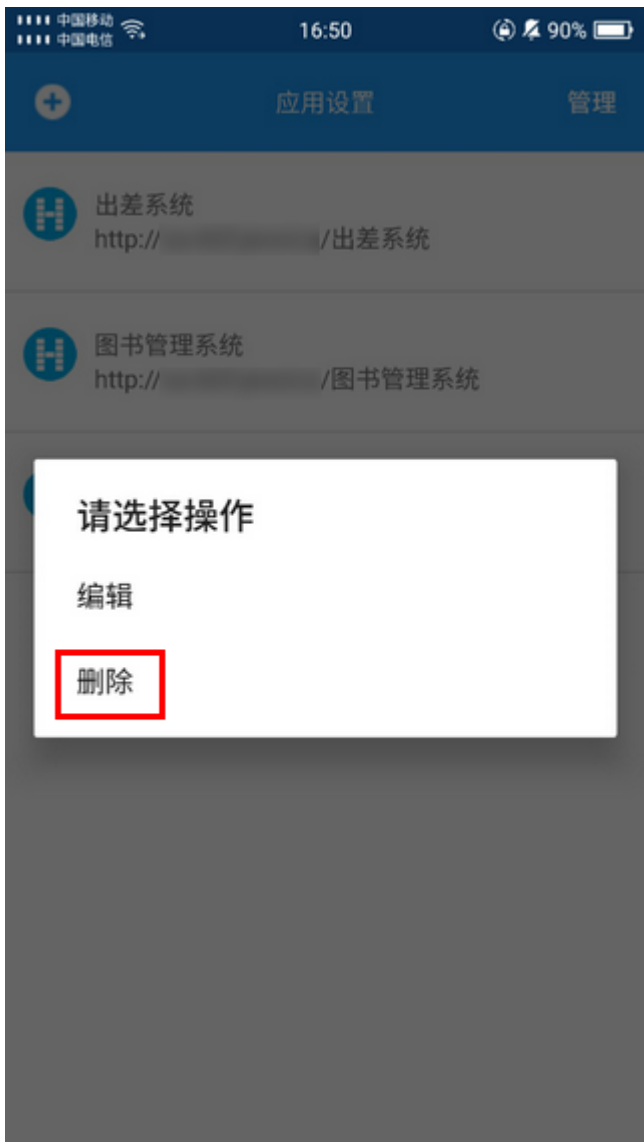 中国移动
中国电信
16:50
90%
应用设置
管理
出差系统
http:// /出差系统
图书管理系统
http:// /图书管理系统
请选择操作
编辑
删除